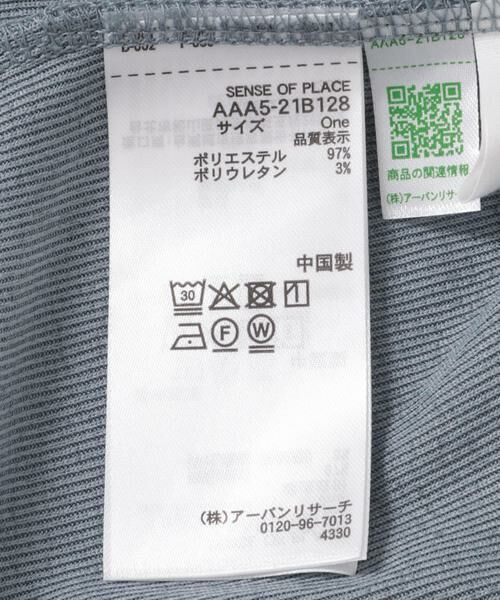 SENSE OF PLACE
AAA5-21B128
サイズ One
品質表示
ポリエステル 97%
ポリウレタン 3%
中国製
30
F W
(株)アーバンリサーチ
0120-96-7013
4330
AAA5-21B128
商品の関連情報
(株)アーバンリサー